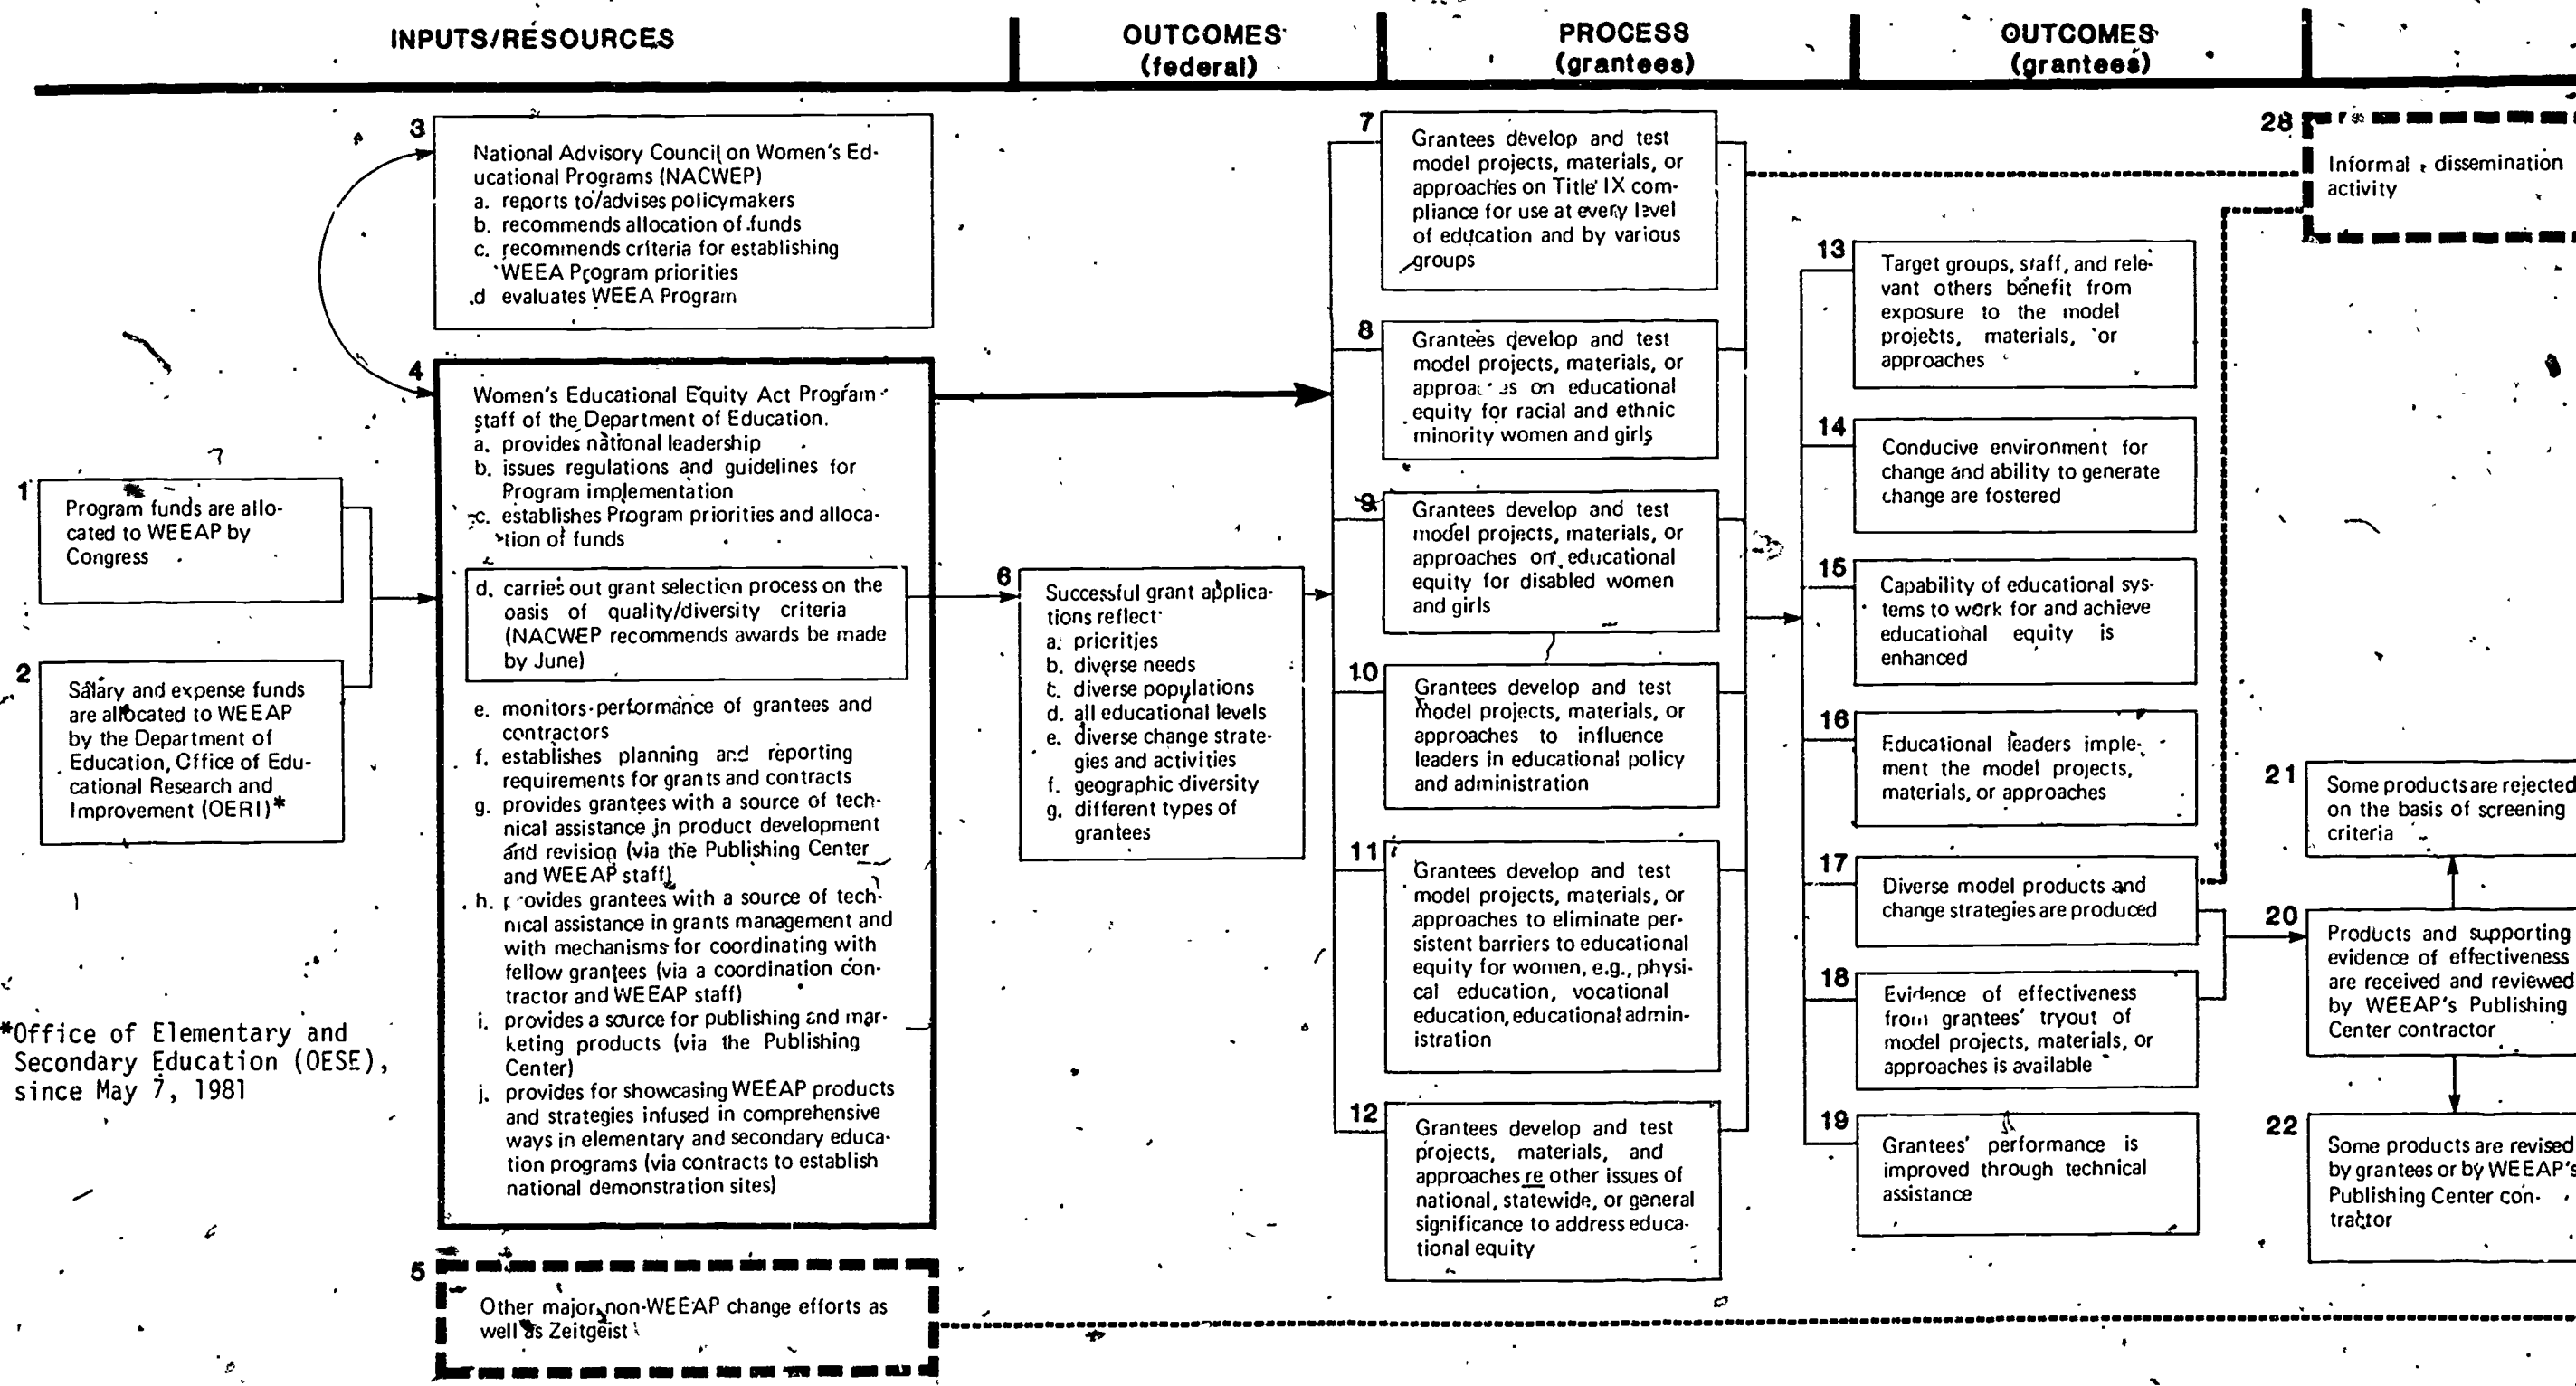 INPUTS/RESOURCES
OUTCOMES
(federal)
PROCESS
(grantees)
OUTCOMES
(grantees)
1
Program funds are allo-
cated to WEEAP by
Congress
2
Salary and expense funds
are allocated to WEEAP
by the Department of
Education, Office of Edu-
cational Research and
Improvement (OERI)*
*Office of Elementary and
Secondary Education (OESE),
since May 7, 1981
3
National Advisory Council on Women's Ed-
ucational Programs (NACWEP)
a. reports to/advises policymakers
b. recommends allocation of funds
c. recommends criteria for establishing
WEEA Program priorities
d evaluates WEEA Program
4
Women's Educational Equity Act Program
staff of the Department of Education.
a. provides national leadership
b. issues regulations and guidelines for
Program implementation
c. establishes Program priorities and alloca-
tion of funds
d. carries out grant selection process on the
oasis of quality/diversity criteria
(NACWEP recommends awards be made
by June)
e. monitors performance of grantees and
contractors
f. establishes planning and reporting
requirements for grants and contracts
g. provides grantees with a source of tech-
nical assistance in product development
and revision (via the Publishing Center
and WEEAP staff)
h. provides grantees with a source of tech-
nical assistance in grants management and
with mechanisms for coordinating with
fellow grantees (via a coordination con-
tractor and WEEAP staff)
i. provides a source for publishing and mar-
keting products (via the Publishing
Center)
j. provides for showcasing WEEAP products
and strategies infused in comprehensive
ways in elementary and secondary educa-
tion programs (via contracts to establish
national demonstration sites)
5
Other major non-WEEAP change efforts as
well as Zeitgeist
6
Successful grant applica-
tions reflect
a. priorities
b. diverse needs
c. diverse populations
d. all educational levels
e. diverse change strate-
gies and activities
f. geographic diversity
g. different types of
grantees
7
Grantees develop and test
model projects, materials, or
approaches on Title IX com-
pliance for use at every level
of education and by various
groups
8
Grantees develop and test
model projects, materials, or
approaches on educational
equity for racial and ethnic
minority women and girls
9
Grantees develop and test
model projects, materials, or
approaches on educational
equity for disabled women
and girls
10
Grantees develop and test
model projects, materials, or
approaches to influence
leaders in educational policy
and administration
11
Grantees develop and test
model projects, materials, or
approaches to eliminate per-
sistent barriers to educational
equity for women, e.g., physi-
cal education, vocational
education, educational admin-
istration
12
Grantees develop and test
projects, materials, and
approaches re other issues of
national, statewide, or general
significance to address educa-
tional equity
13
Target groups, staff, and rele-
vant others benefit from
exposure to the model
projects, materials, or
approaches
14
Conducive environment for
change and ability to generate
change are fostered
15
Capability of educational sys-
tems to work for and achieve
educational equity is
enhanced
16
Educational leaders imple-
ment the model projects,
materials, or approaches
17
Diverse model products and
change strategies are produced
18
Evidence of effectiveness
from grantees' tryout of
model projects, materials, or
approaches is available
19
Grantees' performance is
improved through technical
assistance
28
Informal dissemination
activity
21
Some products are rejected
on the basis of screening
criteria
20
Products and supporting
evidence of effectiveness
are received and reviewed
by WEEAP's Publishing
Center contractor
22
Some products are revised
by grantees or by WEEAP's
Publishing Center con-
tractor